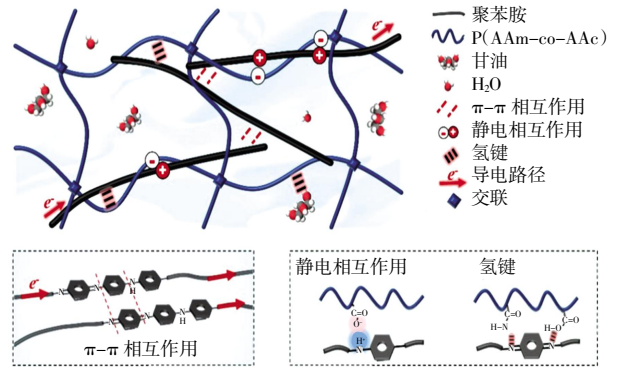 聚苯胺
P(AAm-co-AAc)
甘油
H₂O
π-π 相互作用
静电相互作用
氢键
e⁻ 导电路径
交联
e⁻
e⁻
e⁻
N N N H
N N N H
π-π 相互作用
静电相互作用
氢键
C=O
O⁻
H⁺
N
C=O
H-N
C=O
H-O
N
N